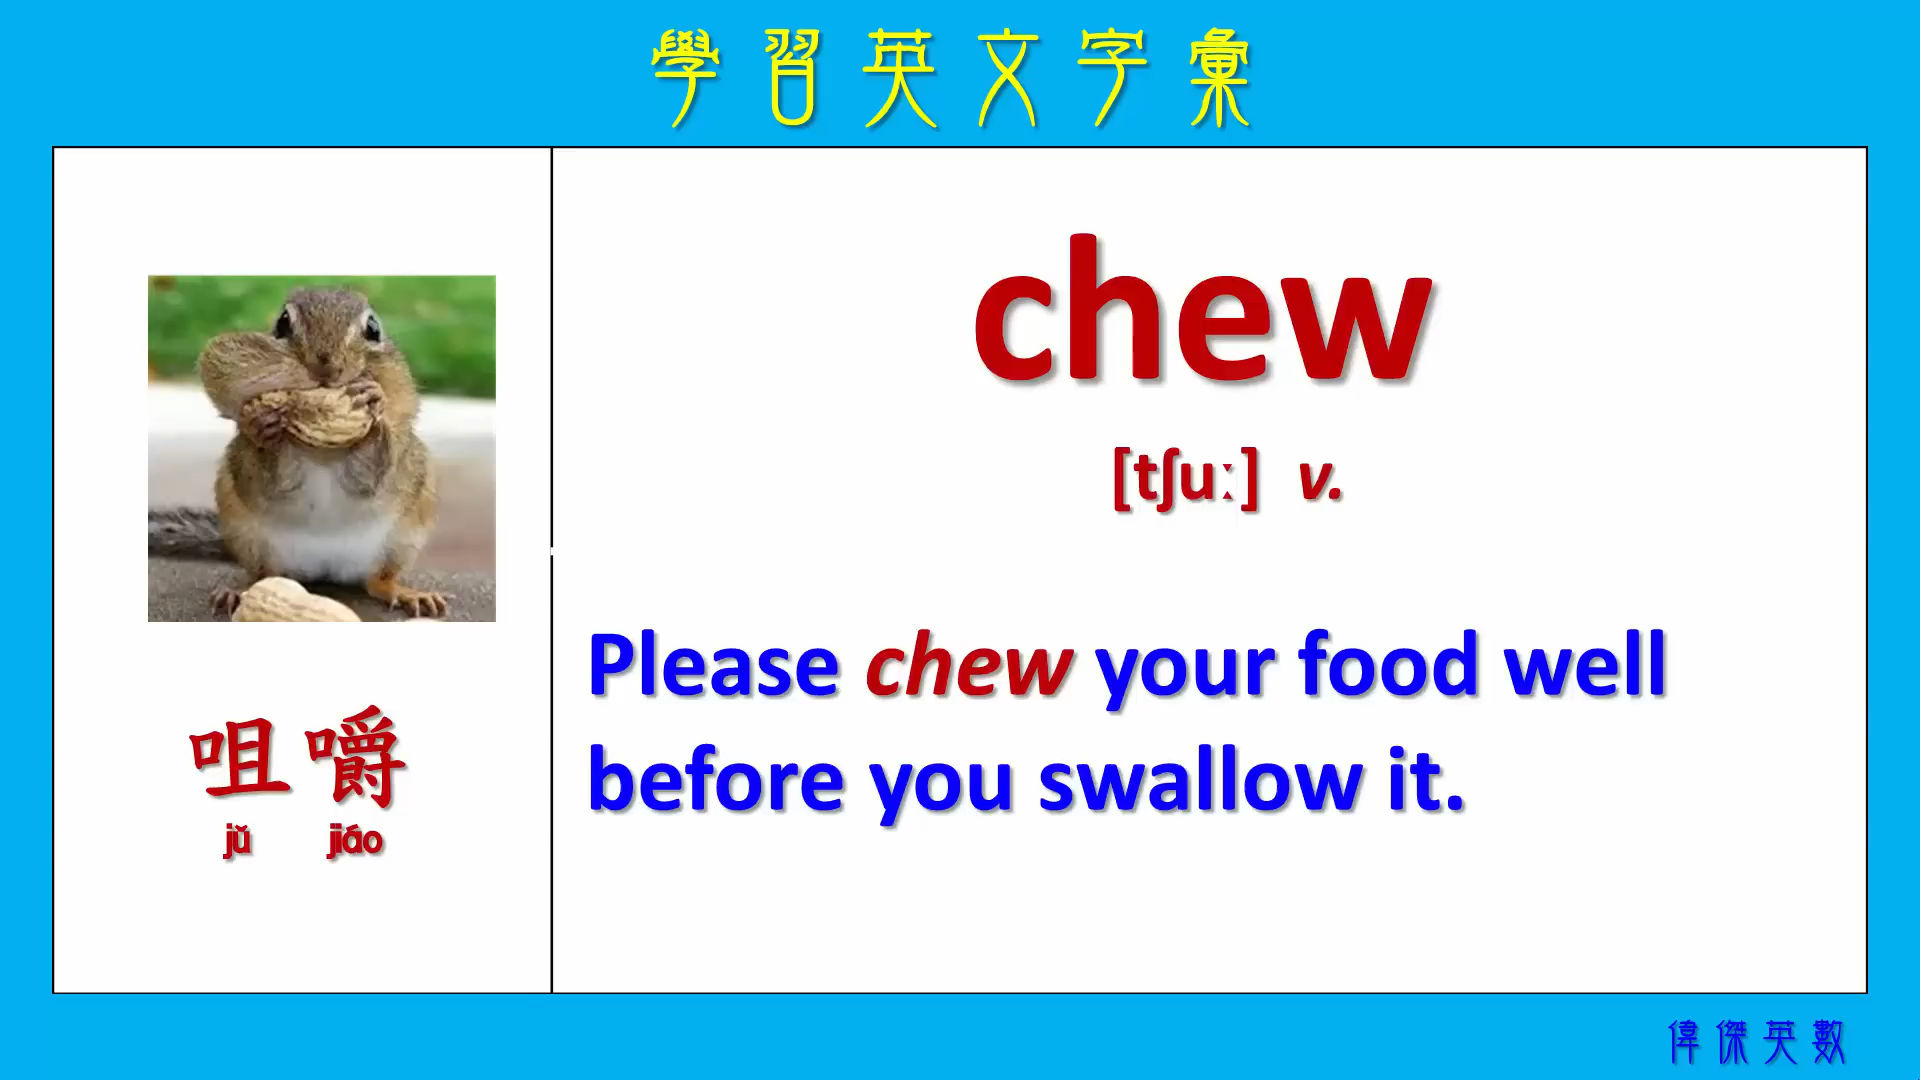 學習英文字彙
chew
[tʃuː] v.
咀嚼
jǔ jiáo
Please chew your food well
before you swallow it.
偉傑英數